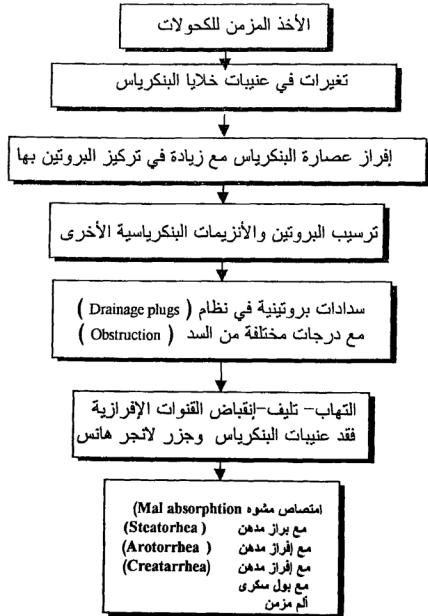 الأخذ المزمن للكحولات
تغيرات في عنيبات خلايا البنكرياس
إفراز عصارة البنكرياس مع زيادة في تركيز البروتين بها
ترسيب البروتين والأنزيمات البنكرياسية الأخرى
سدادات بروتينية في نظام ( Drainage plugs )
مع درجات مختلفة من السد ( Obstruction )
التهاب- تليف-إنقباض القنوات الإفرازية
فقد عنيبات البنكرياس وجزر لانجر هانس
امتصاص مشوه Mal absorphtion)
مع براز مدهن (Steatorhea )
مع إفراز مدهن (Arotorrhea )
مع إفراز مدهن (Creatarrhea)
مع بول سكرى
ألم مزمن